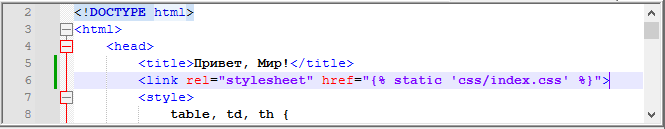 2 <!DOCTYPE html>
3 <html>
4 <head>
5 <title>Привет, Мир!</title>
6 <link rel="stylesheet" href="{% static 'css/index.css' %}">
7 <style>
8 table, td, th {